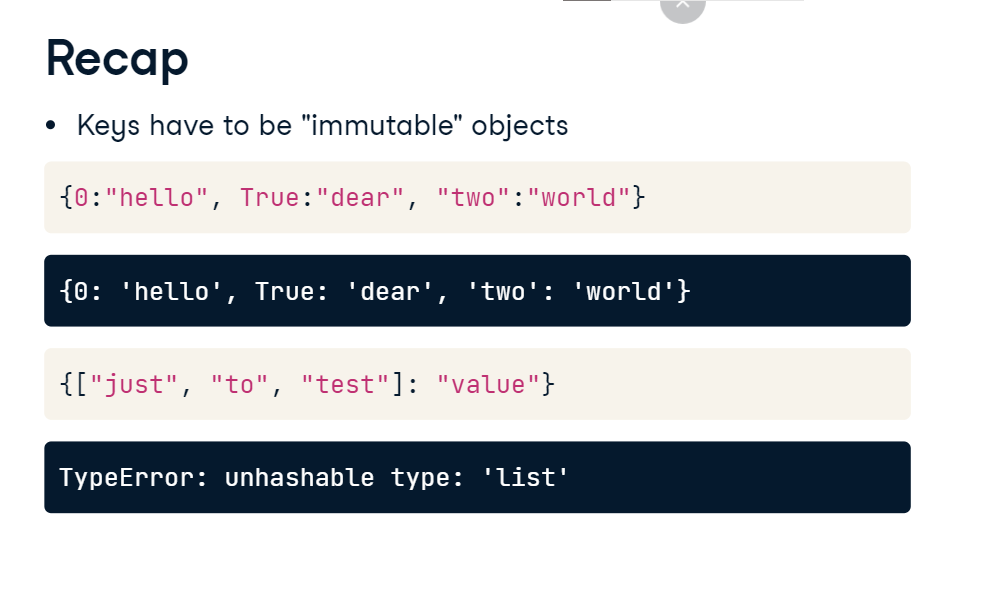 Recap
• Keys have to be "immutable" objects
{0:"hello", True:"dear", "two":"world"}
{0: 'hello', True: 'dear', 'two': 'world'}
{["just", "to", "test"]: "value"}
TypeError: unhashable type: 'list'